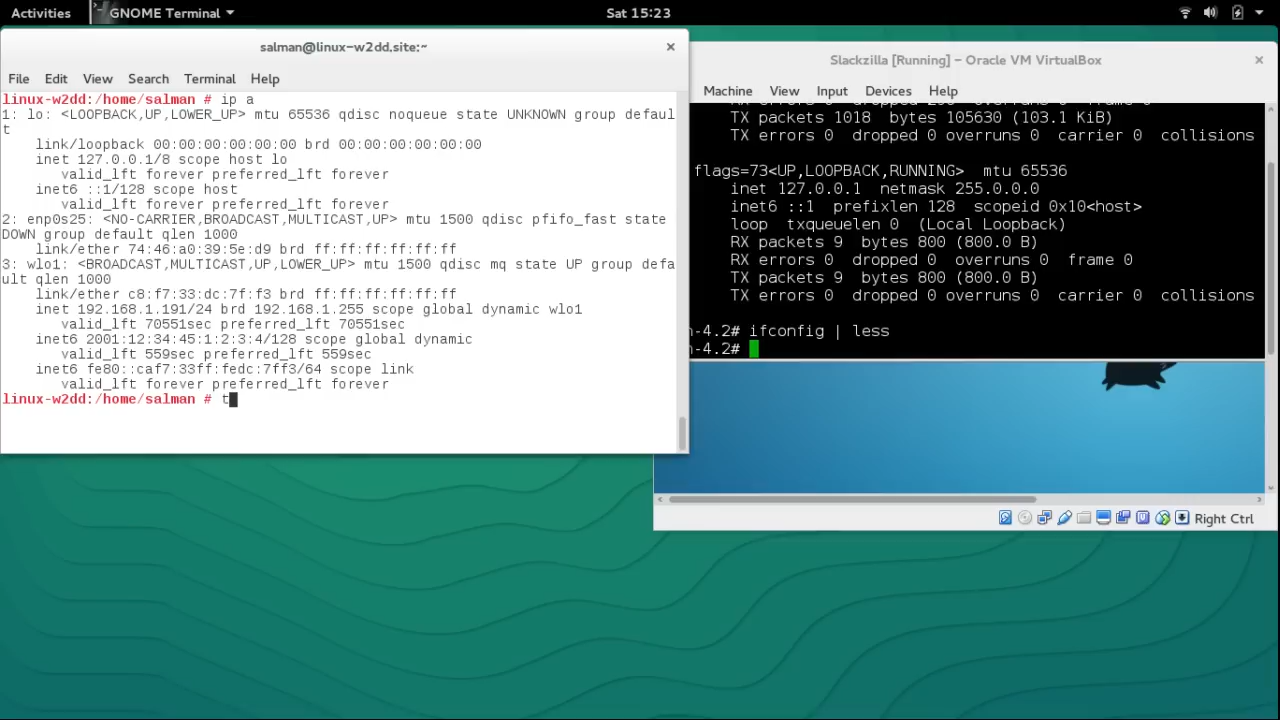 Activities
GNOME Terminal
Sat 15:23
salman@linux-w2dd.site:~
File Edit View Search Terminal Help
linux-w2dd:/home/salman # ip a
1: lo: <LOOPBACK,UP,LOWER_UP> mtu 65536 qdisc noqueue state UNKNOWN group defaul
t
link/loopback 00:00:00:00:00:00 brd 00:00:00:00:00:00
inet 127.0.0.1/8 scope host lo
valid_lft forever preferred_lft forever
inet6 ::1/128 scope host
valid_lft forever preferred_lft forever
2: enp0s25: <NO-CARRIER,BROADCAST,MULTICAST,UP> mtu 1500 qdisc pfifo_fast state
DOWN group default qlen 1000
link/ether 74:46:a0:39:5e:d9 brd ff:ff:ff:ff:ff:ff
3: wlo1: <BROADCAST,MULTICAST,UP,LOWER_UP> mtu 1500 qdisc mq state UP group defa
ult qlen 1000
link/ether c8:f7:33:dc:7f:f3 brd ff:ff:ff:ff:ff:ff
inet 192.168.1.191/24 brd 192.168.1.255 scope global dynamic wlo1
valid_lft 70551sec preferred_lft 70551sec
inet6 2001:12:34:45:1:2:3:4/128 scope global dynamic
valid_lft 559sec preferred_lft 559sec
inet6 fe80::caf7:33ff:fedc:7ff3/64 scope link
valid_lft forever preferred_lft forever
linux-w2dd:/home/salman # t
Slackzilla [Running] - Oracle VM VirtualBox
Machine View Input Devices Help
TX packets 1018 bytes 105630 (103.1 KiB)
TX errors 0 dropped 0 overruns 0 carrier 0 collisions
flags=73<UP,LOOPBACK,RUNNING> mtu 65536
inet 127.0.0.1 netmask 255.0.0.0
inet6 ::1 prefixlen 128 scopeid 0x10<host>
loop txqueuelen 0 (Local Loopback)
RX packets 9 bytes 800 (800.0 B)
RX errors 0 dropped 0 overruns 0 frame 0
TX packets 9 bytes 800 (800.0 B)
TX errors 0 dropped 0 overruns 0 carrier 0 collisions
n-4.2# ifconfig | less
n-4.2#
Right Ctrl